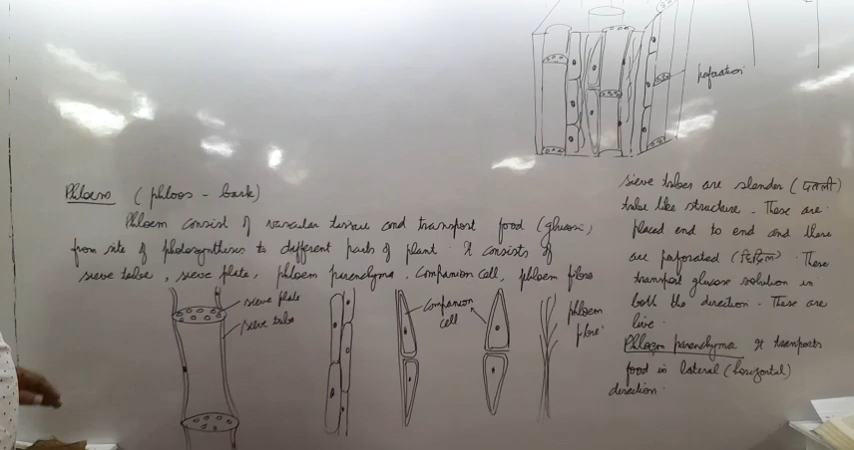 Phloem (phloos - bark)
Phloem consist of vascular tissue and transport food (glucose)
from site of photosynthesis to different parts of plant. It consists of
sieve tube, sieve plate, phloem parenchyma, Companion cell, phloem fibre
sieve plate
sieve tube
Companion
cell
phloem
fibre
perforation
sieve tubes are slender (पतली)
tube like structure. These are
placed end to end and these
are perforated. These
transport glucose solution in
both the direction. These are
live.
Phloem parenchyma It transports
food in lateral (horizontal)
direction.